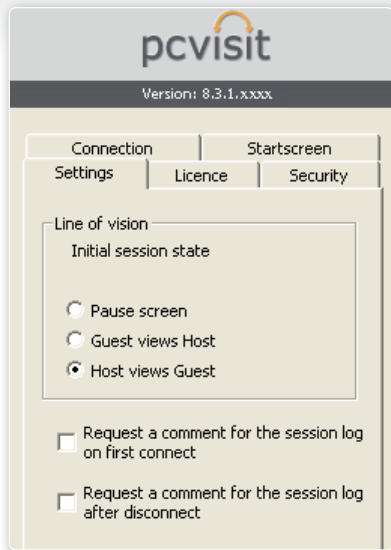 pcvisit
Version: 8.3.1.xxxx
Connection
Startscreen
Settings
Licence
Security
Line of vision
Initial session state
Pause screen
Guest views Host
Host views Guest
Request a comment for the session log
on first connect
Request a comment for the session log
after disconnect